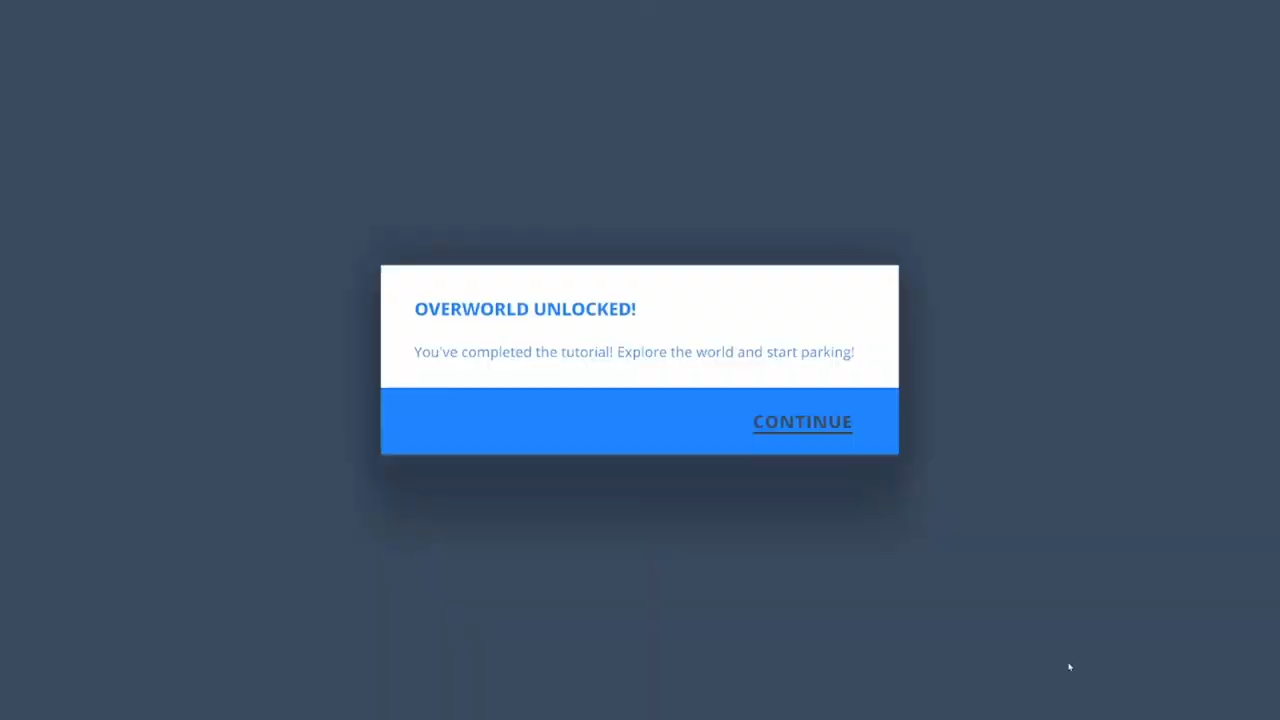 OVERWORLD UNLOCKED!
You've completed the tutorial! Explore the world and start parking!
CONTINUE